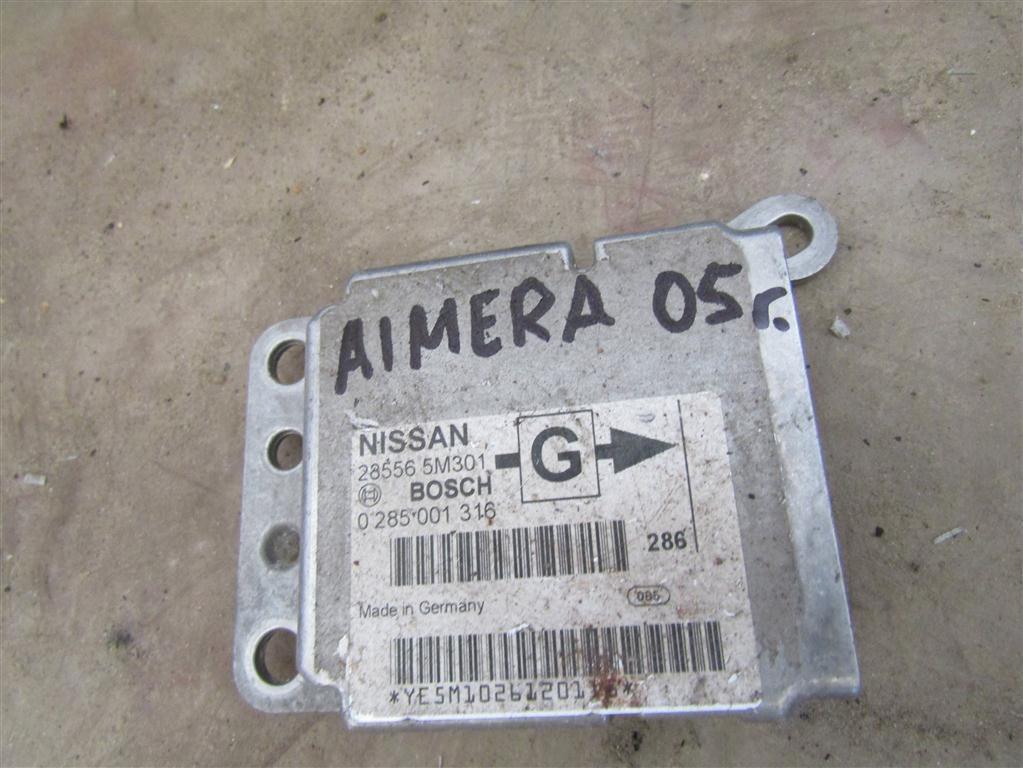 AIMERA 05г.
NISSAN
28556 5M301
G
BOSCH
0 285 001 316
286
Made in Germany
085